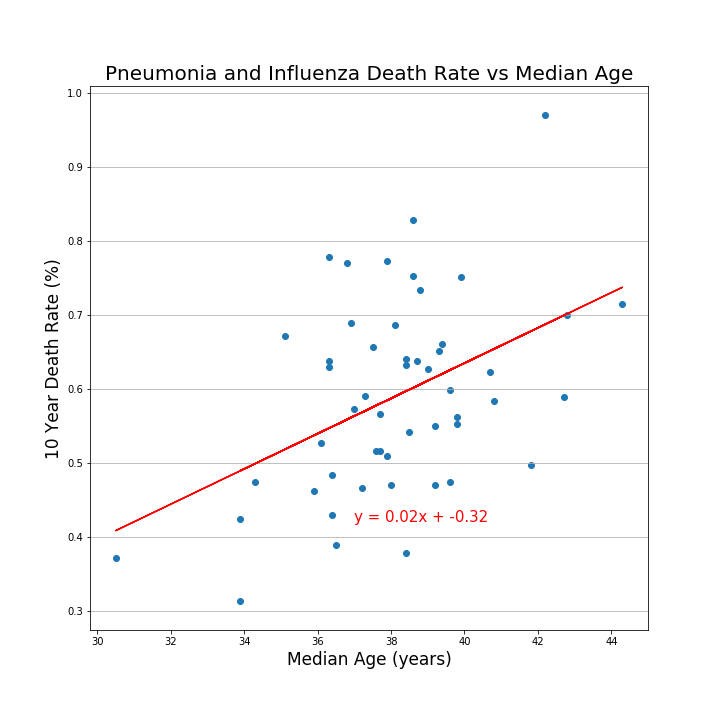 Pneumonia and Influenza Death Rate vs Median Age
10 Year Death Rate (%)
1.0
0.9
0.8
0.7
0.6
0.5
0.4
0.3
y = 0.02x + -0.32
30 32 34 36 38 40 42 44
Median Age (years)